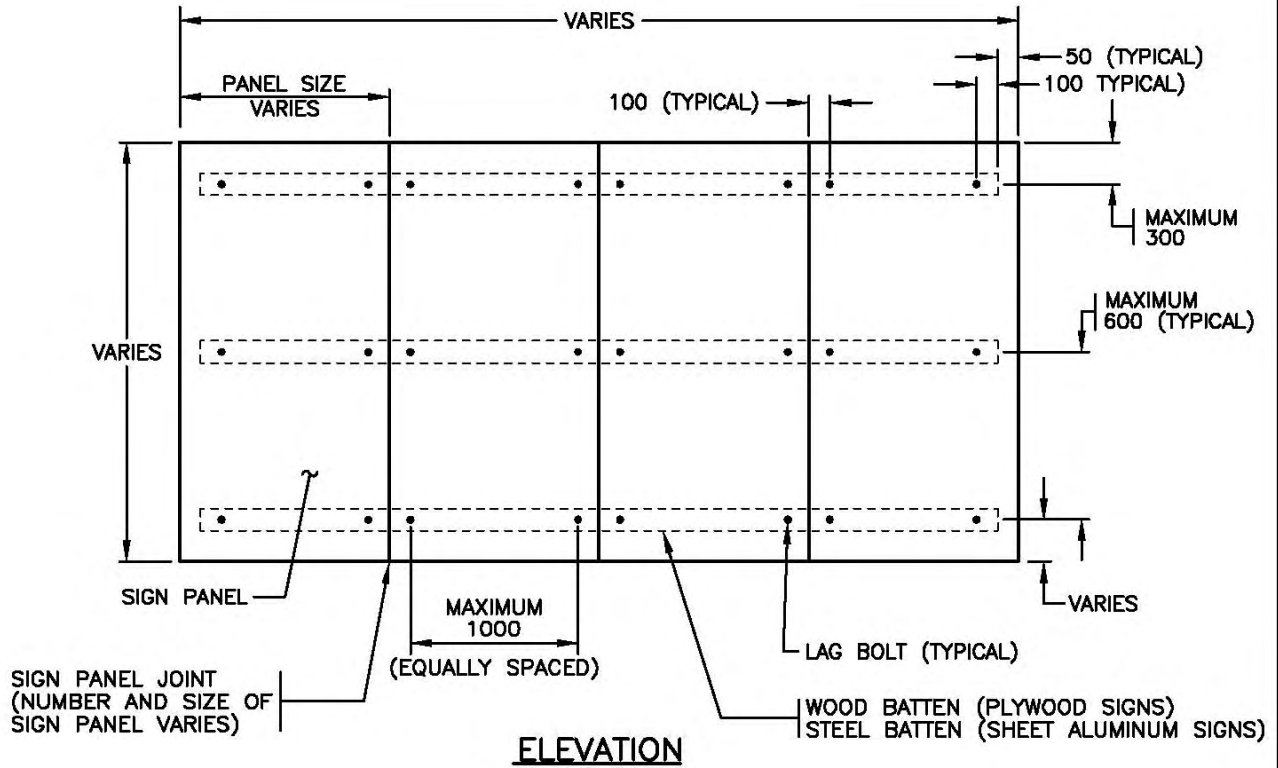 VARIES
50 (TYPICAL)
PANEL SIZE
VARIES
100 (TYPICAL)
100 TYPICAL)
MAXIMUM
300
MAXIMUM
600 (TYPICAL)
VARIES
SIGN PANEL
MAXIMUM
1000
(EQUALLY SPACED)
VARIES
LAG BOLT (TYPICAL)
SIGN PANEL JOINT
(NUMBER AND SIZE OF
SIGN PANEL VARIES)
WOOD BATTEN (PLYWOOD SIGNS)
STEEL BATTEN (SHEET ALUMINUM SIGNS)
ELEVATION